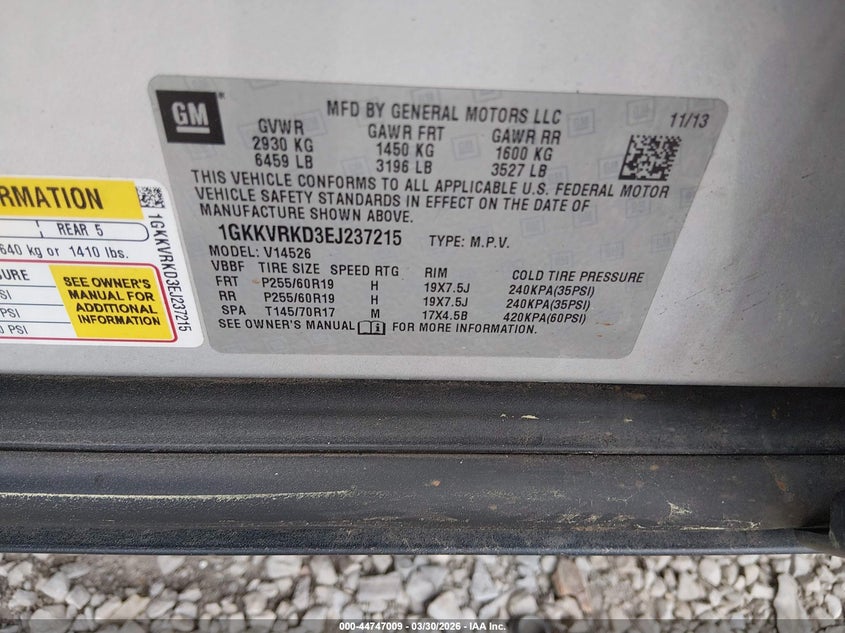 GM
MFD BY GENERAL MOTORS LLC 11/13
GVWR GAWR FRT GAWR RR
2930 KG 1450 KG 1600 KG
6459 LB 3196 LB 3527 LB
THIS VEHICLE CONFORMS TO ALL APPLICABLE U.S. FEDERAL MOTOR
VEHICLE SAFETY STANDARDS IN EFFECT ON THE DATE OF
MANUFACTURE SHOWN ABOVE.
1GKKVRKD3EJ237215 TYPE: M.P.V.
MODEL: V14526
VBBF TIRE SIZE SPEED RTG RIM COLD TIRE PRESSURE
FRT P255/60R19 H 19X7.5J 240KPA(35PSI)
RR P255/60R19 H 19X7.5J 240KPA(35PSI)
SPA T145/70R17 M 17X4.5B 420KPA(60PSI)
SEE OWNER'S MANUAL FOR MORE INFORMATION.
REAR 5
640 kg or 1410 lbs.
SEE OWNER'S
MANUAL FOR
ADDITIONAL
INFORMATION
PSI
1GKKVRKD3EJ237215
000-44747009 - 03/30/2026 - IAA Inc.